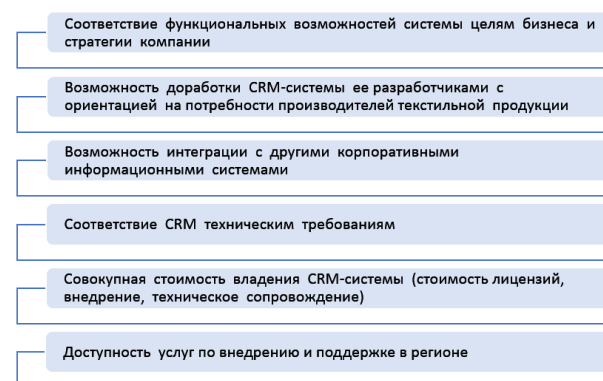 Соответствие функциональных возможностей системы целям бизнеса и
стратегии компании
Возможность доработки CRM-системы ее разработчиками с
ориентацией на потребности производителей текстильной продукции
Возможность интеграции с другими корпоративными
информационными системами
Соответствие CRM техническим требованиям
Совокупная стоимость владения CRM-системы (стоимость лицензий,
внедрение, техническое сопровождение)
Доступность услуг по внедрению и поддержке в регионе